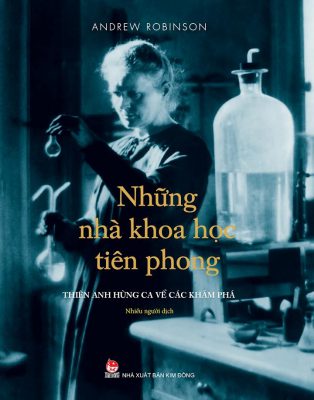 ANDREW ROBINSON
Những
nhà khoa học
tiên phong
THIÊN ANH HÙNG CA VỀ CÁC KHÁM PHÁ
Nhiều người dịch
NHÀ XUẤT BẢN KIM ĐỒNG